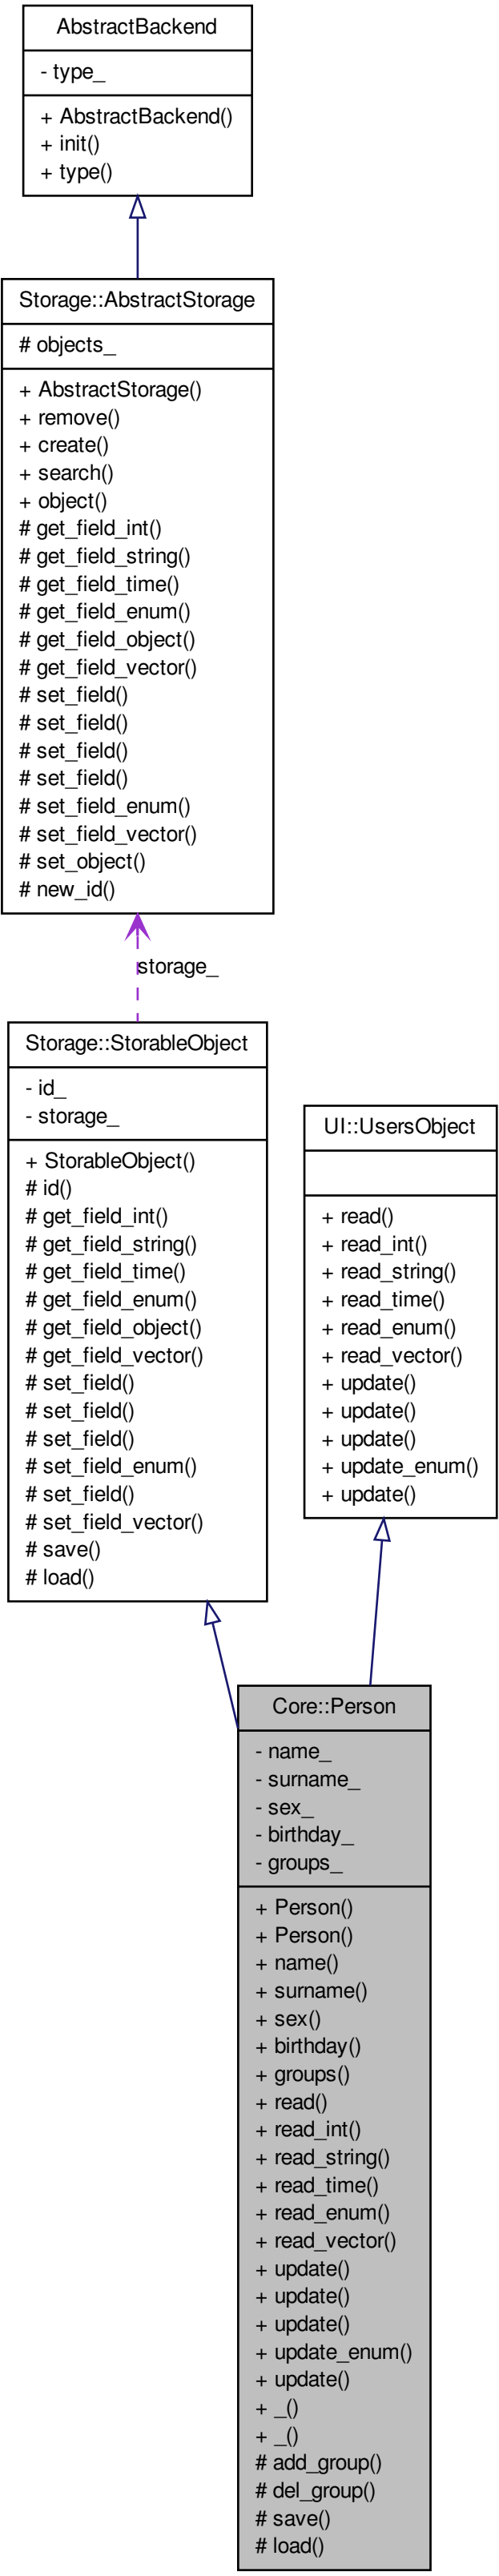 AbstractBackend
- type_
+ AbstractBackend()
+ init()
+ type()
Storage::AbstractStorage
# objects_
+ AbstractStorage()
+ remove()
+ create()
+ search()
+ object()
# get_field_int()
# get_field_string()
# get_field_time()
# get_field_enum()
# get_field_object()
# get_field_vector()
# set_field()
# set_field()
# set_field()
# set_field()
# set_field_enum()
# set_field_vector()
# set_object()
# new_id()
storage_
Storage::StorableObject
- id_
- storage_
+ StorableObject()
# id()
# get_field_int()
# get_field_string()
# get_field_time()
# get_field_enum()
# get_field_object()
# get_field_vector()
# set_field()
# set_field()
# set_field()
# set_field_enum()
# set_field()
# set_field_vector()
# save()
# load()
UI::UsersObject
+ read()
+ read_int()
+ read_string()
+ read_time()
+ read_enum()
+ read_vector()
+ update()
+ update()
+ update()
+ update_enum()
+ update()
Core::Person
- name_
- surname_
- sex_
- birthday_
- groups_
+ Person()
+ Person()
+ name()
+ surname()
+ sex()
+ birthday()
+ groups()
+ read()
+ read_int()
+ read_string()
+ read_time()
+ read_enum()
+ read_vector()
+ update()
+ update()
+ update()
+ update_enum()
+ update()
+ _()
+ _()
# add_group()
# del_group()
# save()
# load()